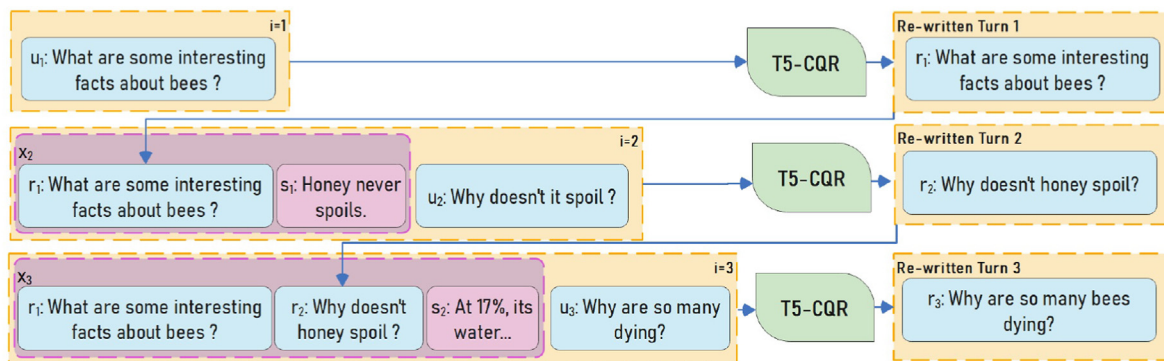 i=1
u₁: What are some interesting
facts about bees ?
T5-CQR
Re-written Turn 1
r₁: What are some interesting
facts about bees ?
X₂
i=2
r₁: What are some interesting
facts about bees ?
s₁: Honey never
spoils.
u₂: Why doesn't it spoil ?
T5-CQR
Re-written Turn 2
r₂: Why doesn't honey spoil?
X₃
i=3
r₁: What are some interesting
facts about bees ?
r₂: Why doesn't
honey spoil ?
s₂: At 17%, its
water...
u₃: Why are so many
dying?
T5-CQR
Re-written Turn 3
r₃: Why are so many bees
dying?